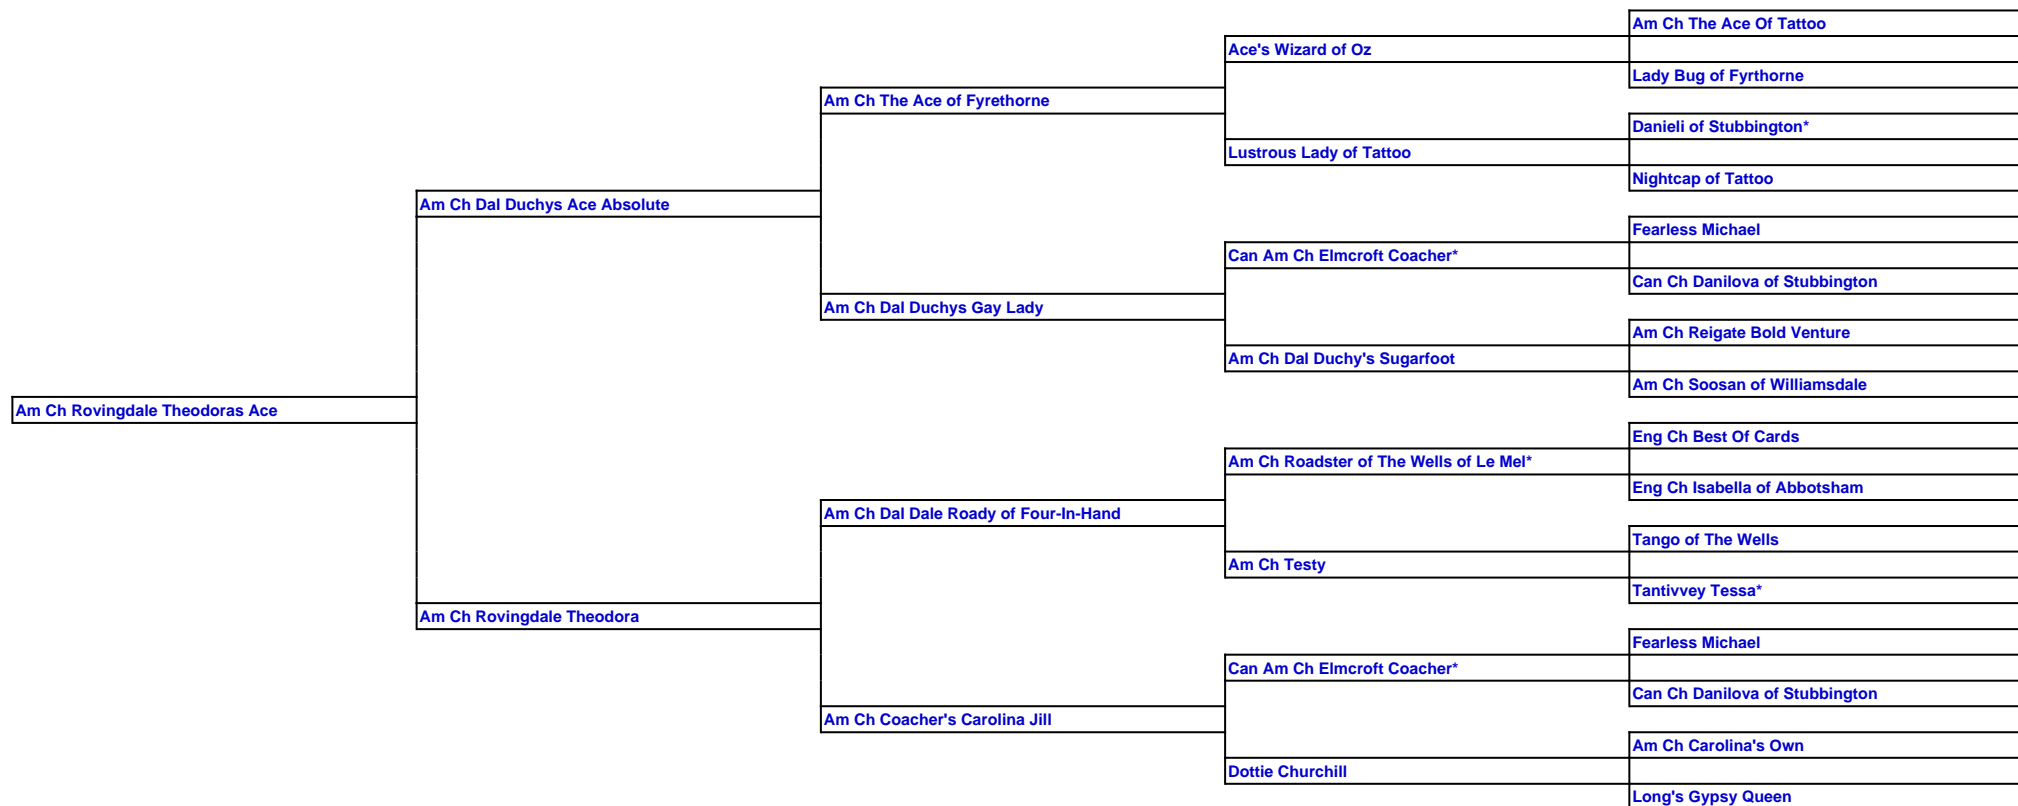 Am Ch The Ace Of Tattoo
Ace's Wizard of Oz
Lady Bug of Fyrthorne
Am Ch The Ace of Fyrethorne
Danieli of Stubbington*
Lustrous Lady of Tattoo
Nightcap of Tattoo
Am Ch Dal Duchys Ace Absolute
Fearless Michael
Can Am Ch Elmcroft Coacher*
Can Ch Danilova of Stubbington
Am Ch Dal Duchys Gay Lady
Am Ch Reigate Bold Venture
Am Ch Dal Duchy's Sugarfoot
Am Ch Soosan of Williamsdale
Am Ch Rovingdale Theodoras Ace
Eng Ch Best Of Cards
Am Ch Roadster of The Wells of Le Mel*
Eng Ch Isabella of Abbotsham
Am Ch Dal Dale Roady of Four-In-Hand
Tango of The Wells
Am Ch Testy
Tantivvey Tessa*
Am Ch Rovingdale Theodora
Fearless Michael
Can Am Ch Elmcroft Coacher*
Can Ch Danilova of Stubbington
Am Ch Coacher's Carolina Jill
Am Ch Carolina's Own
Dottie Churchill
Long's Gypsy Queen